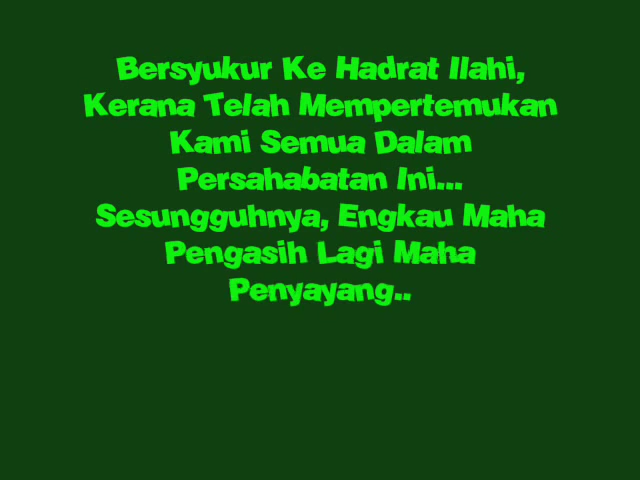 Bersyukur Ke Hadrat Ilahi,
Kerana Telah Mempertemukan
Kami Semua Dalam
Persahabatan Ini...
Sesungguhnya, Engkau Maha
Pengasih Lagi Maha
Penyayang..